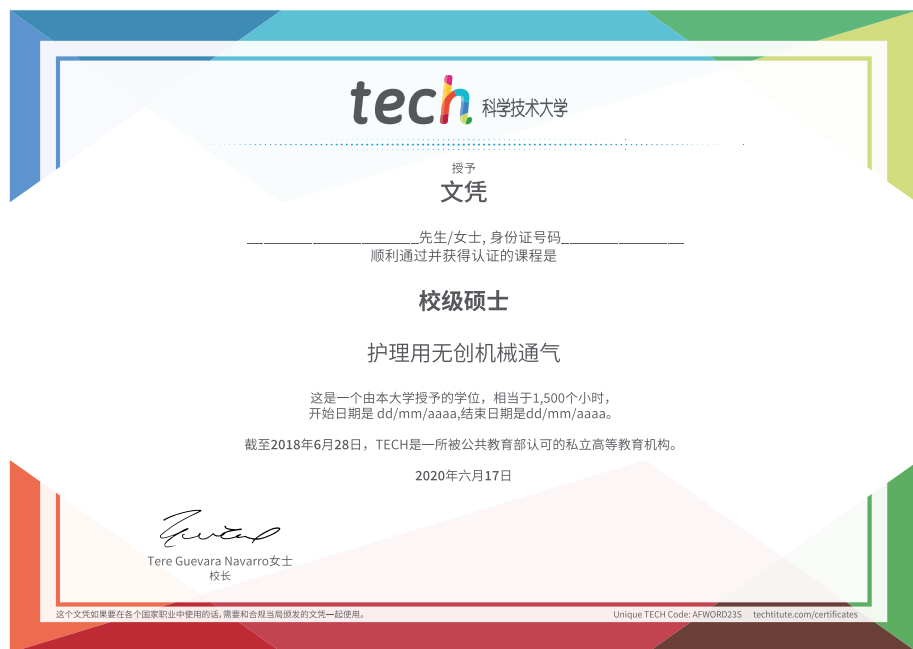 tech 科学技术大学
授予
文凭
______________________先生/女士, 身份证号码_______________
顺利通过并获得认证的课程是
校级硕士
护理用无创机械通气
这是一个由本大学授予的学位，相当于1,500个小时，
开始日期是 dd/mm/aaaa,结束日期是dd/mm/aaaa。
截至2018年6月28日，TECH是一所被公共教育部认可的私立高等教育机构。
2020年六月17日
Tere Guevara Navarro女士
校长
这个文凭如果要在各个国家职业中使用的话,需要和合规当局颁发的文凭一起使用。
Unique TECH Code: AFWORD23S techtitute.com/certificates